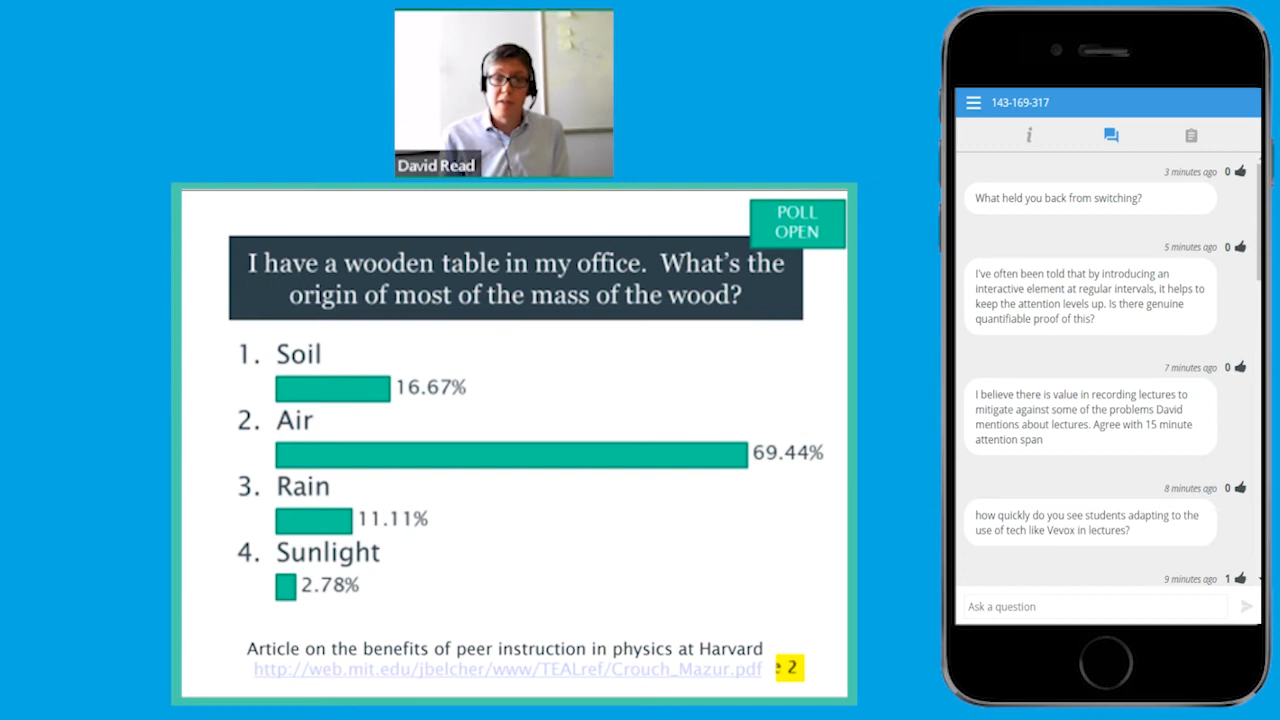 David Read
POLL
OPEN
I have a wooden table in my office. What's the
origin of most of the mass of the wood?
1. Soil
16.67%
2. Air
69.44%
3. Rain
11.11%
4. Sunlight
2.78%
Article on the benefits of peer instruction in physics at Harvard
http://web.mit.edu/jbelcher/www/TEALref/Crouch_Mazur.pdf
e 2
143-169-317
3 minutes ago 0
What held you back from switching?
5 minutes ago 0
I've often been told that by introducing an
interactive element at regular intervals, it helps to
keep the attention levels up. Is there genuine
quantifiable proof of this?
7 minutes ago 0
I believe there is value in recording lectures to
mitigate against some of the problems David
mentions about lectures. Agree with 15 minute
attention span
8 minutes ago 0
how quickly do you see students adapting to the
use of tech like Vevox in lectures?
9 minutes ago 1
Ask a question